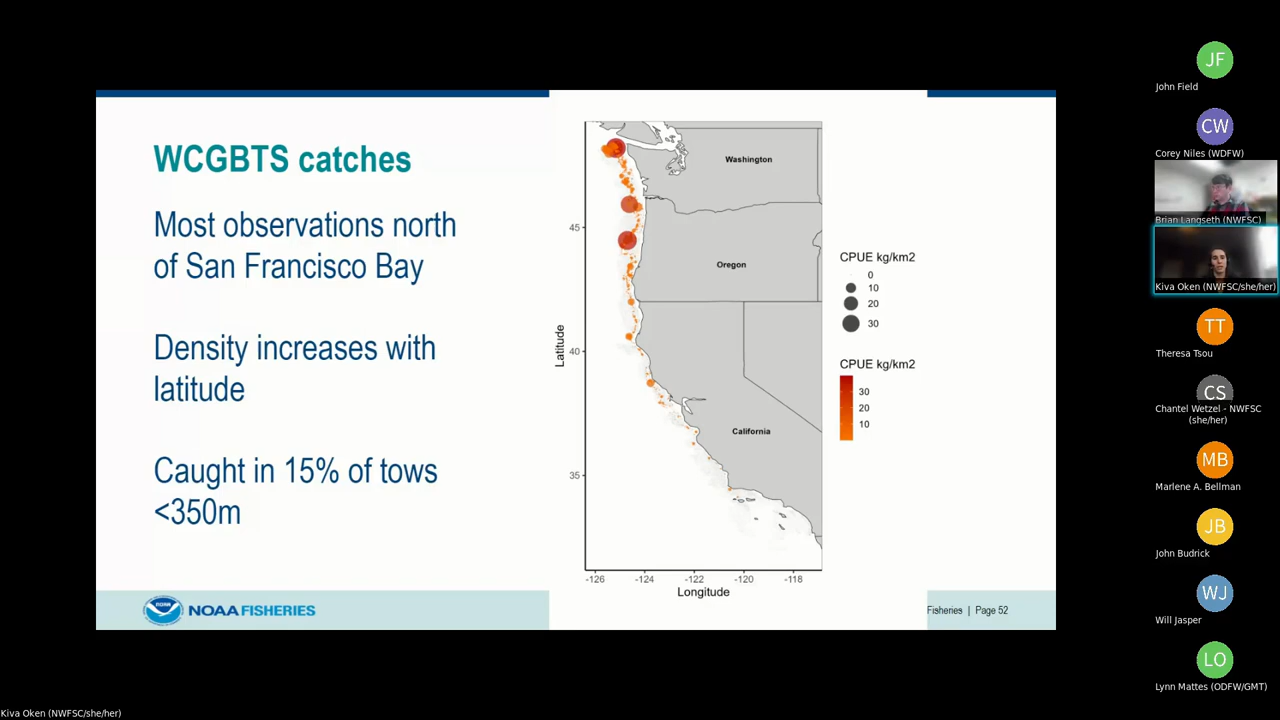 WCGBTS catches
Most observations north
of San Francisco Bay
Density increases with
latitude
Caught in 15% of tows
<350m
NOAA FISHERIES
Latitude
45
40
35
Washington
Oregon
California
-126
-124
-122
-120
-118
Longitude
CPUE kg/km2
0
10
20
30
CPUE kg/km2
30
20
10
Fisheries | Page 52
JF
John Field
CW
Corey Niles (WDFW)
Brian Langseth (NWFSC)
Kiva Oken (NWFSC/she/her)
TT
Theresa Tsou
CS
Chantel Wetzel - NWFSC
(she/her)
MB
Marlene A. Bellman
JB
John Budrick
WJ
Will Jasper
LO
Lynn Mattes (ODFW/GMT)
Kiva Oken (NWFSC/she/her)